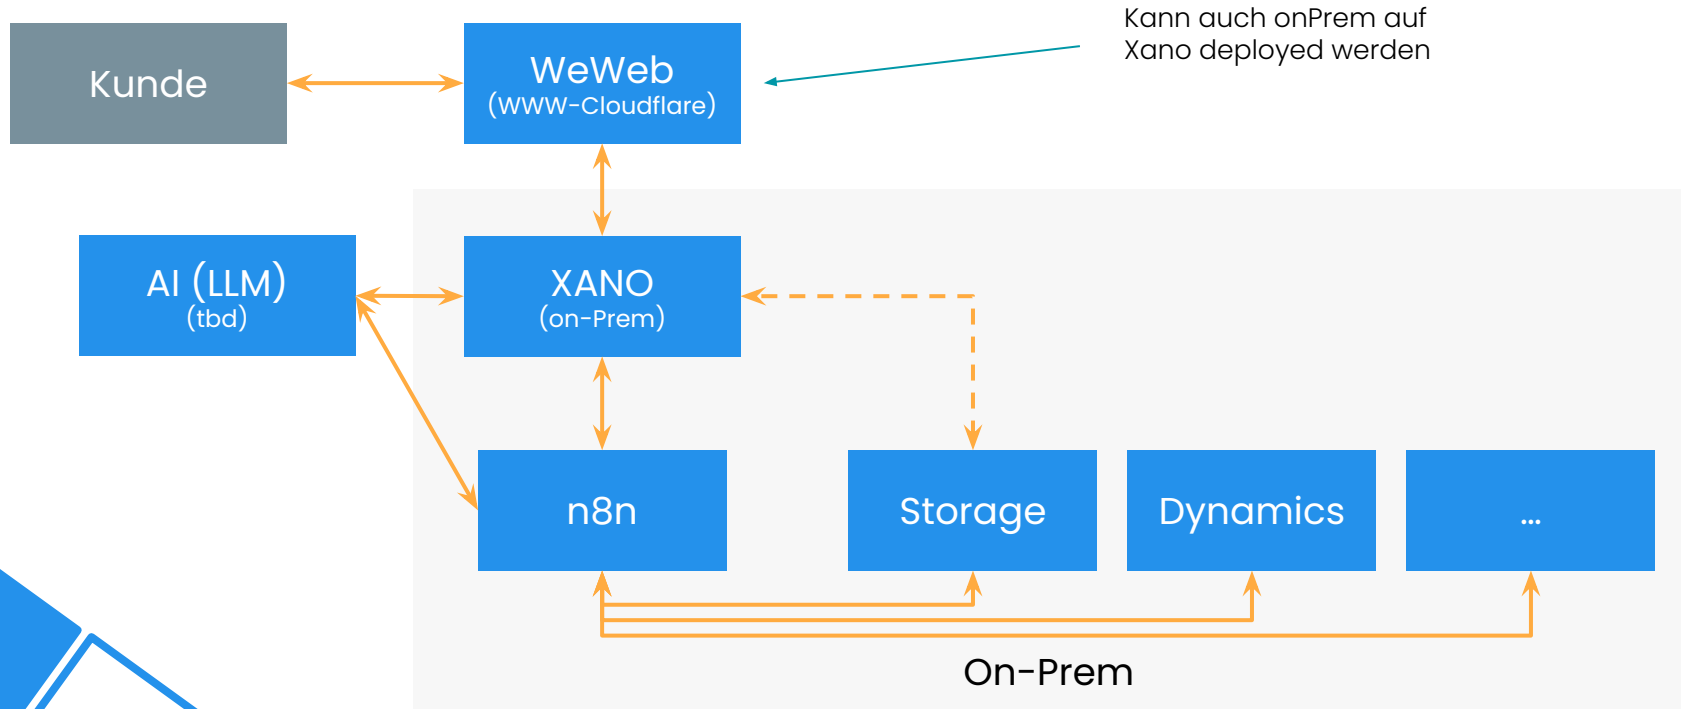 Kann auch onPrem auf
Xano deployed werden
Kunde
WeWeb
(WWW-Cloudflare)
AI (LLM)
(tbd)
XANO
(on-Prem)
n8n
Storage
Dynamics
...
On-Prem